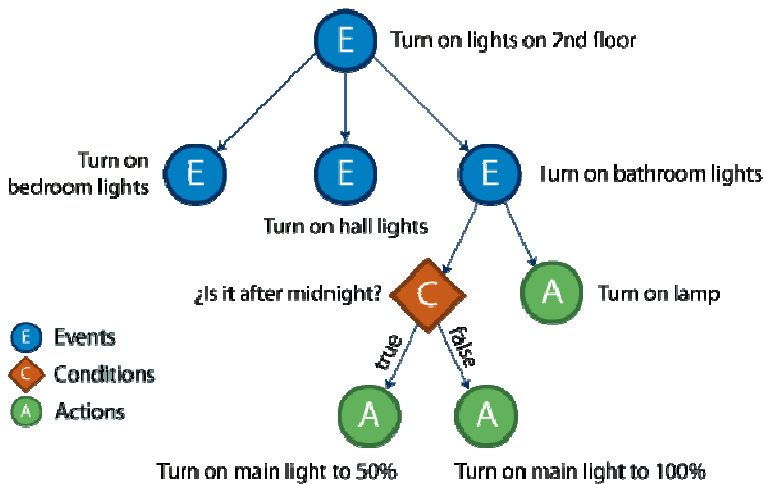 E
Turn on lights on 2nd floor
Turn on
bedroom lights
E
E
E
Turn on bathroom lights
Turn on hall lights
¿Is it after midnight?
C
A
Turn on lamp
E Events
true
false
C Conditions
A Actions
A
A
Turn on main light to 50%
Turn on main light to 100%